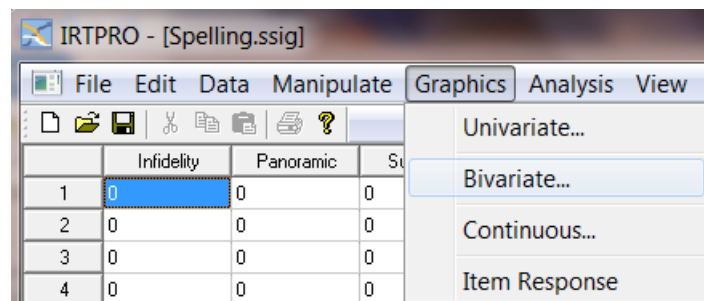 IRTPRO - [Spelling.ssig]
File Edit Data Manipulate Graphics Analysis View
Univariate...
Bivariate...
Continuous...
Item Response
Infidelity Panoramic
1 0 0 0
2 0 0 0
3 0 0 0
4 0 0 0